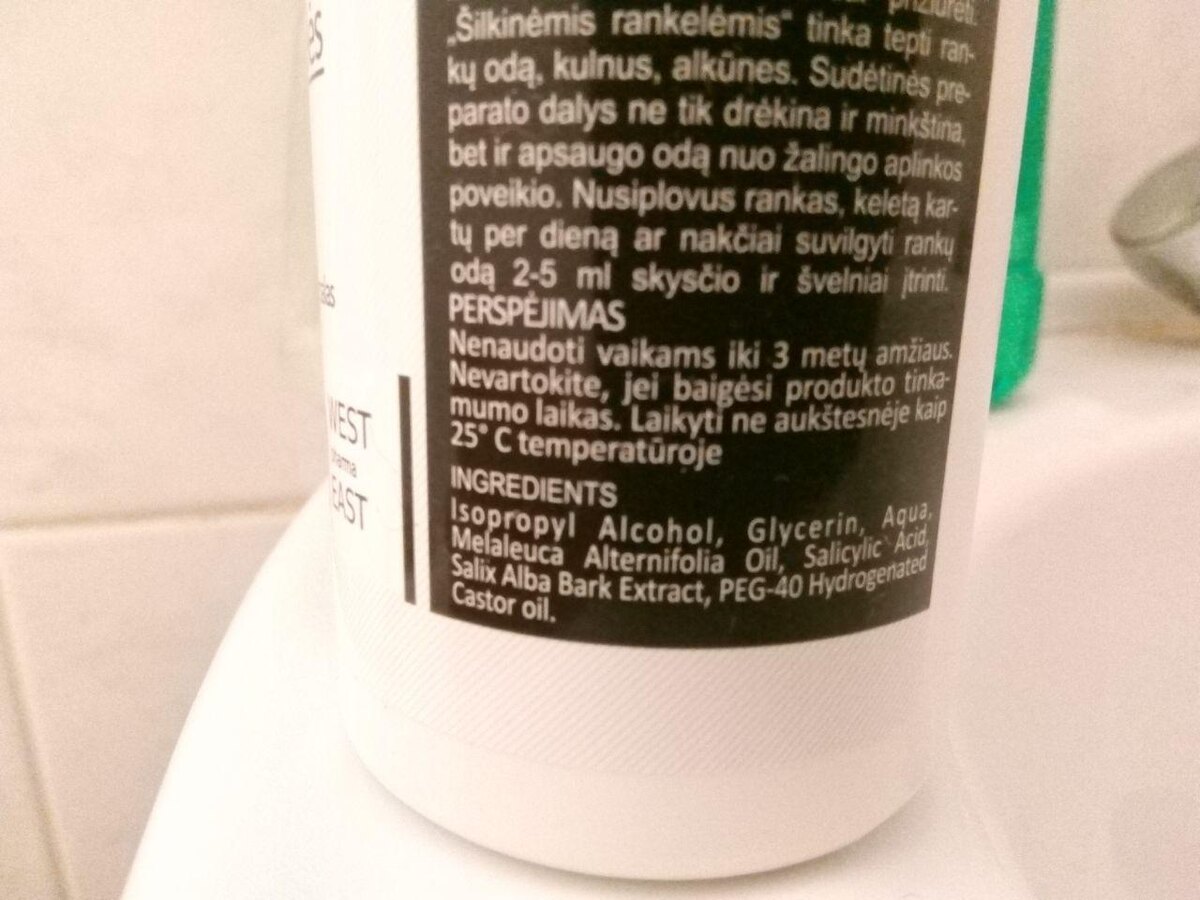 prižiūrėti.
„Šilkinėmis rankelėmis“ tinka tepti ran-
kų odą, kulnus, alkūnes. Sudėtinės pre-
parato dalys ne tik drėkina ir minkština,
bet ir apsaugo odą nuo žalingo aplinkos
poveikio. Nusiplovus rankas, keletą kar-
tų per dieną ar nakčiai suvilgyti rankų
odą 2-5 ml skysčio ir švelniai įtrinti.
PERSPĖJIMAS
Nenaudoti vaikams iki 3 metų amžiaus.
Nevartokite, jei baigėsi produkto tinka-
mumo laikas. Laikyti ne aukštesnėje kaip
25° C temperatūroje
INGREDIENTS
Isopropyl Alcohol, Glycerin, Aqua,
Melaleuca Alternifolia Oil, Salicylic Acid,
Salix Alba Bark Extract, PEG-40 Hydrogenated
Castor oil.
WEST
pharma
EAST